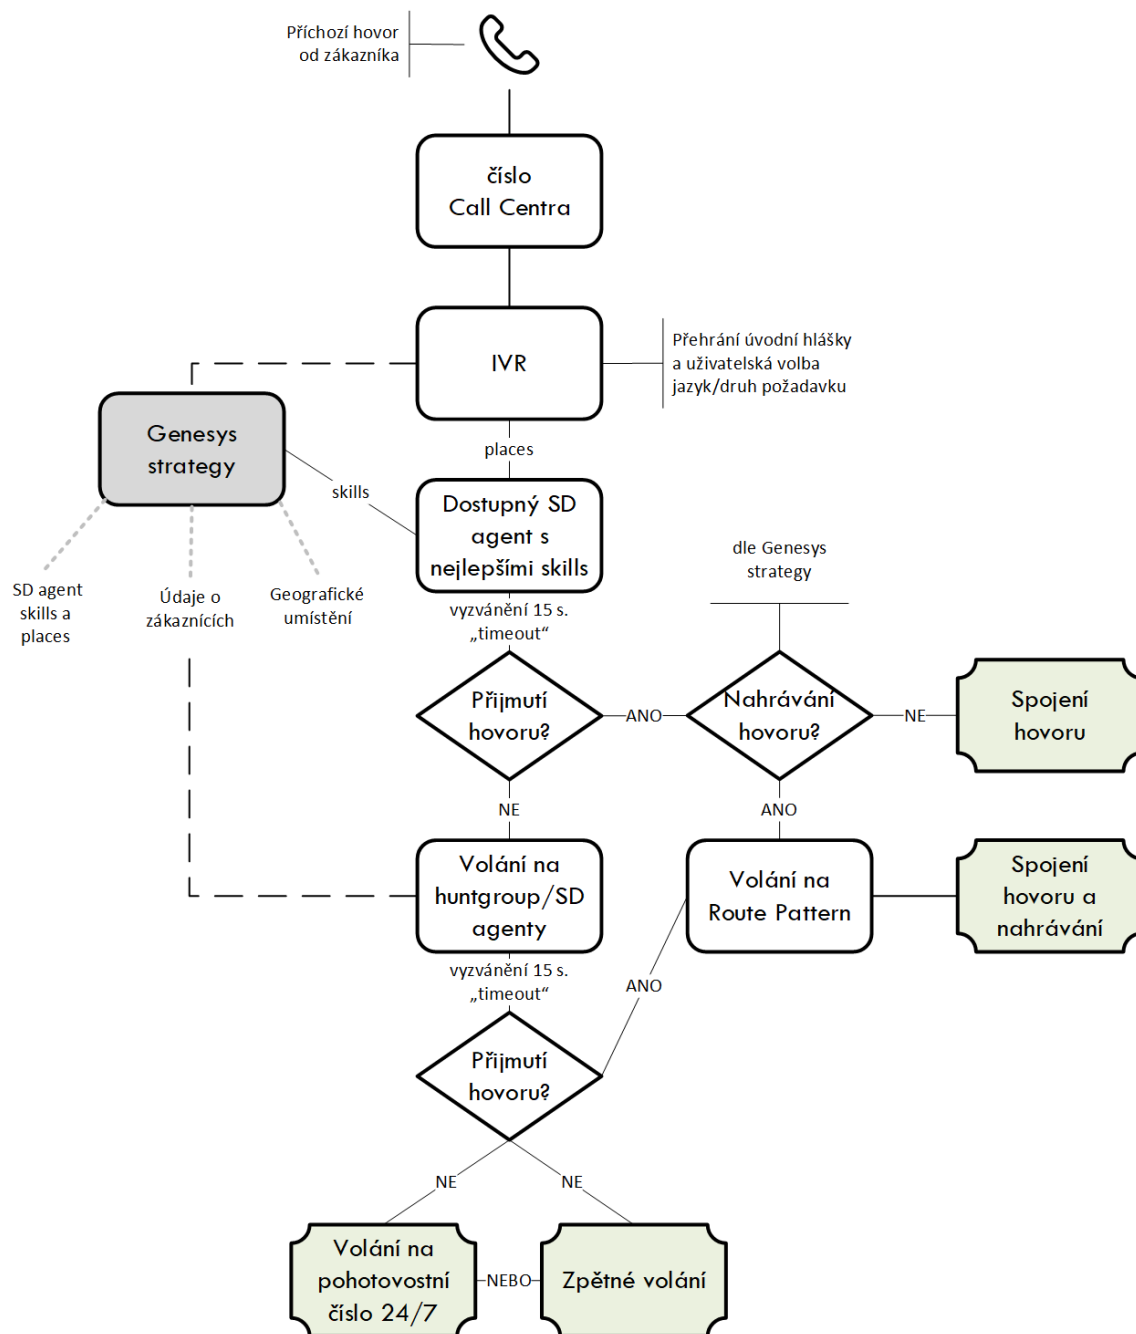 Příchozí hovor
od zákazníka
číslo
Call Centra
IVR
Přehrání úvodní hlášky
a uživatelská volba
jazyk/druh požadavku
Genesys
strategy
places
skills
Dostupný SD
agent s
nejlepšími skills
SD agent
skills a
places
Údaje o
zákaznících
Geografické
umístění
dle Genesys
strategy
vyzvánění 15 s.
„timeout“
Přijmutí
hovoru?
ANO
Nahrávání
hovoru?
NE
Spojení
hovoru
NE
ANO
Volání na
huntgroup/SD
agenty
Volání na
Route Pattern
Spojení
hovoru a
nahrávání
vyzvánění 15 s.
„timeout“
ANO
Přijmutí
hovoru?
NE
NE
Volání na
pohotovostní
číslo 24/7
NEBO
Zpětné volání